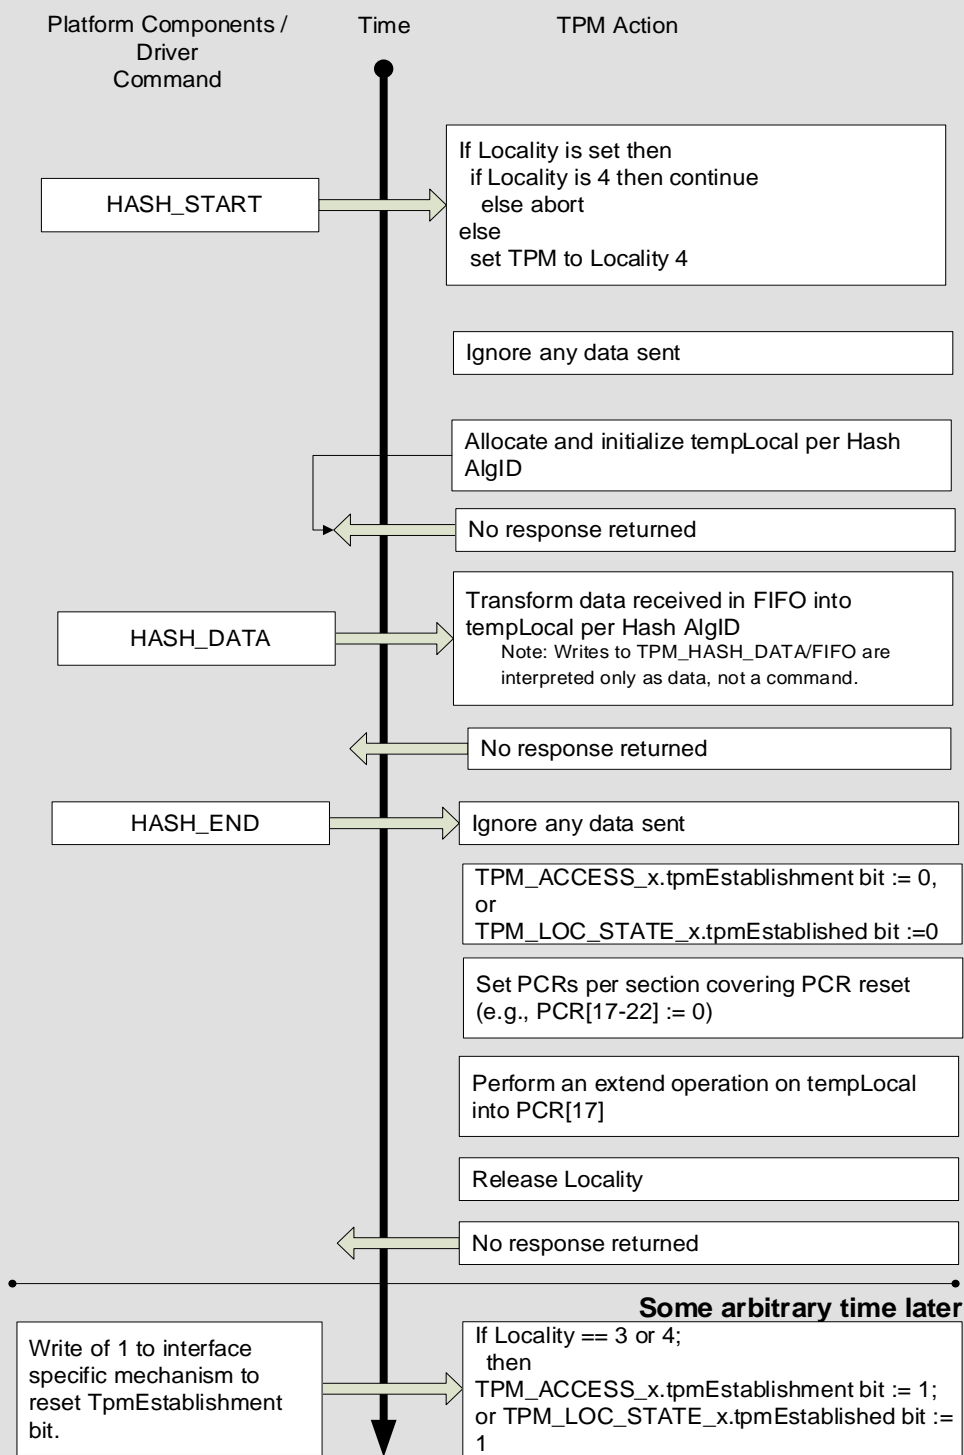 Platform Components /
Driver
Command
Time
TPM Action
HASH_START
If Locality is set then
if Locality is 4 then continue
else abort
else
set TPM to Locality 4
Ignore any data sent
Allocate and initialize tempLocal per Hash
AlgID
No response returned
HASH_DATA
Transform data received in FIFO into
tempLocal per Hash AlgID
Note: Writes to TPM_HASH_DATA/FIFO are
interpreted only as data, not a command.
No response returned
HASH_END
Ignore any data sent
TPM_ACCESS_x.tpmEstablishment bit := 0,
or
TPM_LOC_STATE_x.tpmEstablished bit :=0
Set PCRs per section covering PCR reset
(e.g., PCR[17-22] := 0)
Perform an extend operation on tempLocal
into PCR[17]
Release Locality
No response returned
Some arbitrary time later
Write of 1 to interface
specific mechanism to
reset TpmEstablishment
bit.
If Locality == 3 or 4;
then
TPM_ACCESS_x.tpmEstablishment bit := 1;
or TPM_LOC_STATE_x.tpmEstablished bit :=
1